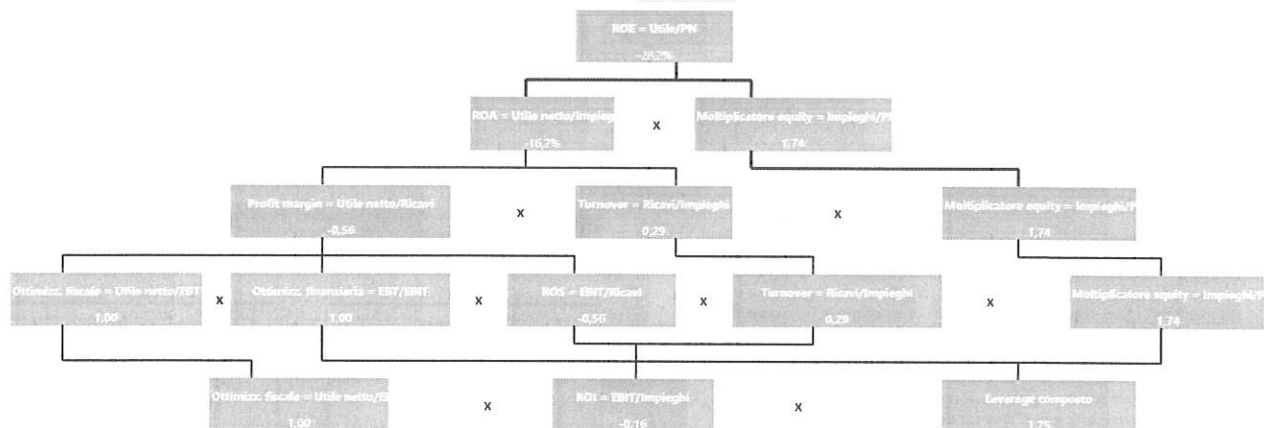 ROE = Utile/PN
-28,2%
ROA = Utile netto/Impieg
x
Moltiplicatore equity = Impieghi/P
-16,2%
1,74
Profit margin = Utile netto/Ricavi
x
Turnover = Ricavi/Impieghi
x
Moltiplicatore equity = Impieghi/P
-0,56
0,29
1,74
Ottimizz. fiscale = Utile netto/EBT
x
Ottimizz. finanziaria = EBT/EBIT
x
ROS = EBIT/Ricavi
x
Turnover = Ricavi/Impieghi
x
Moltiplicatore equity = Impieghi/P
1,00
1,00
-0,56
0,29
1,74
Ottimizz. fiscale = Utile netto/EB
x
ROI = EBIT/Impieghi
x
Leverage composto
1,00
-0,16
1,75